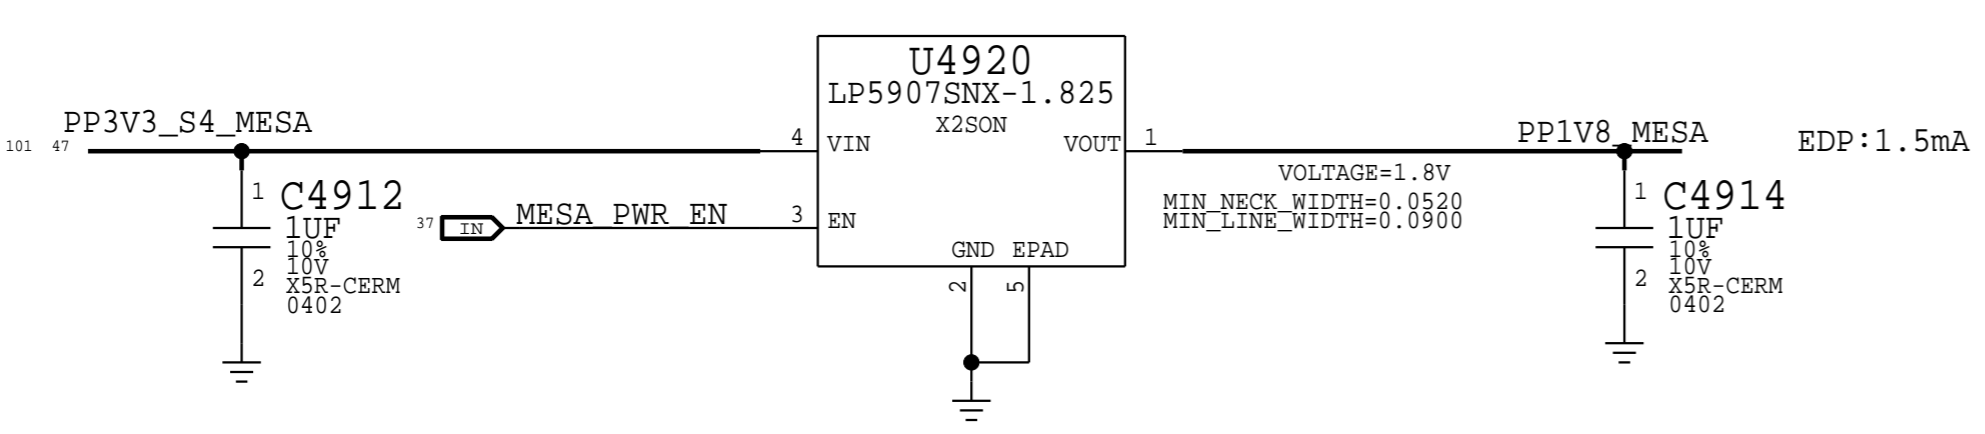 U4920
LP5907SNX-1.825
X2SON
PP3V3_S4_MESA
101 47
4
VIN
VOUT
1
PP1V8_MESA
EDP:1.5mA
VOLTAGE=1.8V
MIN_NECK_WIDTH=0.0520
MIN_LINE_WIDTH=0.0900
1
C4912
1UF
10%
10V
X5R-CERM
0402
2
37
IN
MESA_PWR_EN
3
EN
GND
EPAD
2
5
1
C4914
1UF
10%
10V
X5R-CERM
0402
2